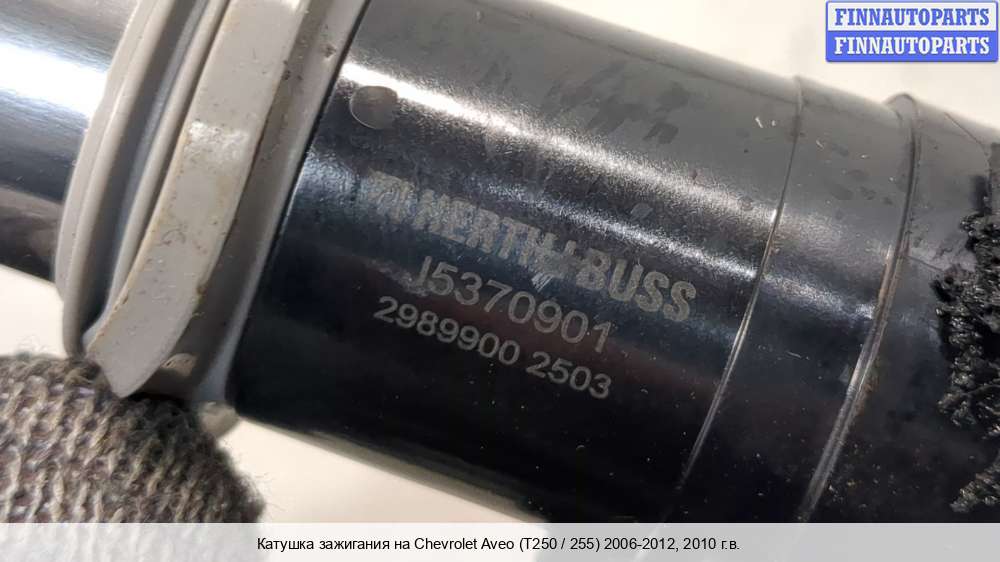 FINNAUTOPARTS
FINNAUTOPARTS
HERTH+BUSS
J5370901
2989900 2503
Катушка зажигания на Chevrolet Aveo (T250 / 255) 2006-2012, 2010 г.в.